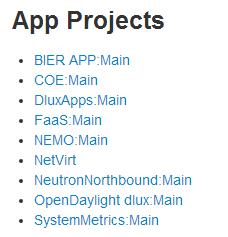 App Projects
BIER APP:Main
COE:Main
DluxApps:Main
FaaS:Main
NEMO:Main
NetVirt
NeutronNorthbound:Main
OpenDaylight dlux:Main
SystemMetrics:Main